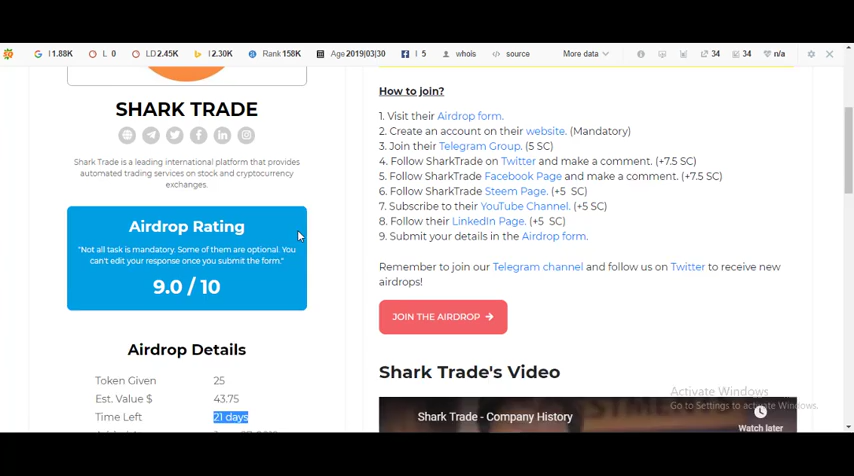 I 1.88K L 0 LD 2.45K I 2.30K Rank 158K Age 2019|03|30 I 5 whois source More data 34 34 n/a
SHARK TRADE
Shark Trade is a leading international platform that provides
automated trading services on stock and cryptocurrency
exchanges.
Airdrop Rating
"Not all task is mandatory. Some of them are optional. You
can't edit your response once you submit the form."
9.0 / 10
Airdrop Details
Token Given 25
Est. Value $ 43.75
Time Left 21 days
How to join?
1. Visit their Airdrop form.
2. Create an account on their website. (Mandatory)
3. Join their Telegram Group. (5 SC)
4. Follow SharkTrade on Twitter and make a comment. (+7.5 SC)
5. Follow SharkTrade Facebook Page and make a comment. (+7.5 SC)
6. Follow SharkTrade Steem Page. (+5 SC)
7. Subscribe to their YouTube Channel. (+5 SC)
8. Follow their LinkedIn Page. (+5 SC)
9. Submit your details in the Airdrop form.
Remember to join our Telegram channel and follow us on Twitter to receive new
airdrops!
JOIN THE AIRDROP
Shark Trade's Video
Shark Trade - Company History
Watch later
Activate Windows
Go to Settings to activate Windows.